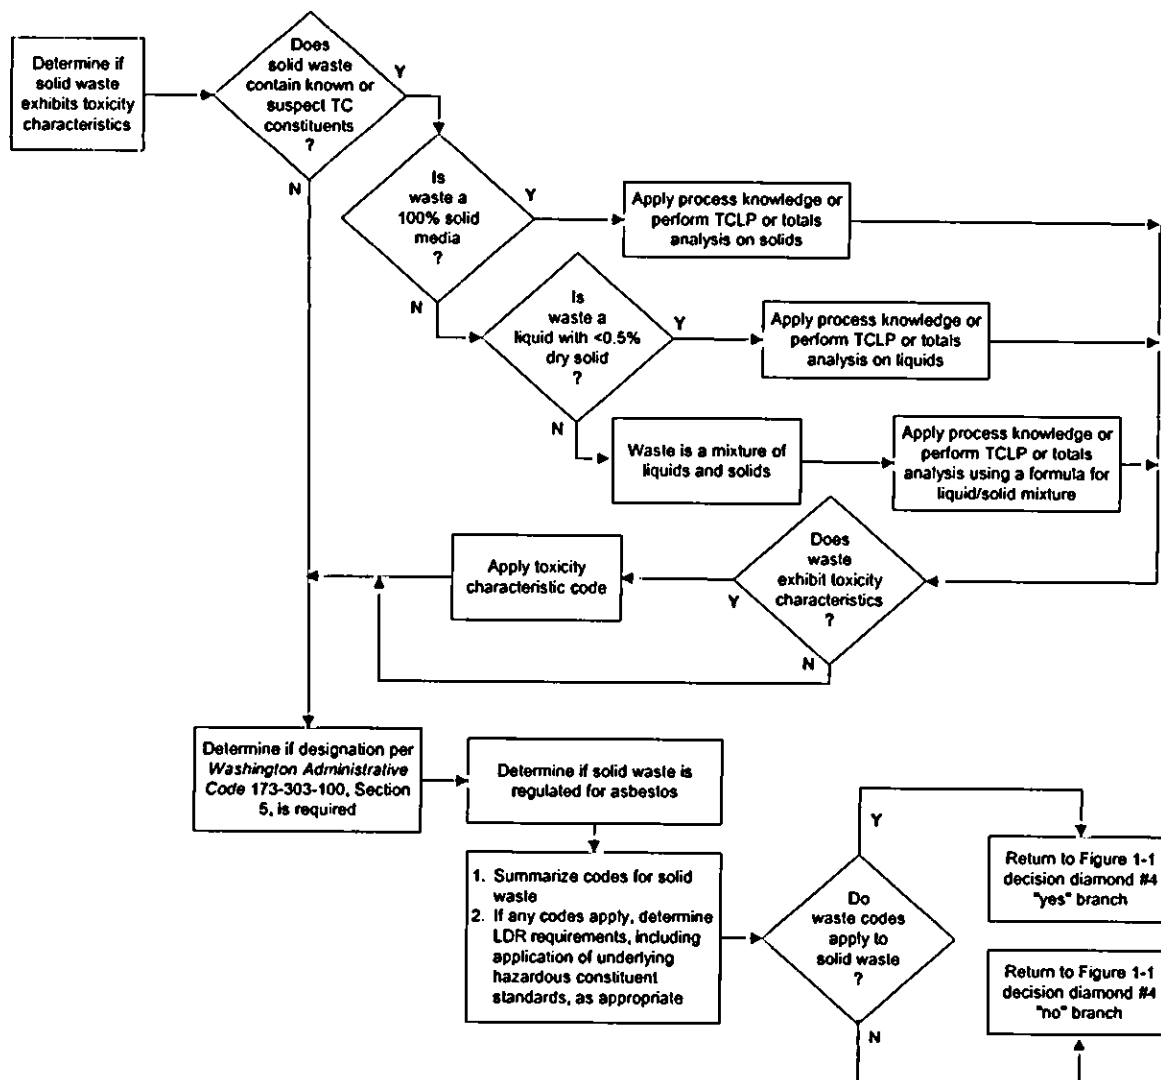 Determine if
solid waste
exhibits toxicity
characteristics
Does
solid waste
contain known or
suspect TC
constituents
?
Y
N
Is
waste a
100% solid
media
?
Y
N
Apply process knowledge or
perform TCLP or totals
analysis on solids
Is
waste a
liquid with <0.5%
dry solid
?
Y
N
Apply process knowledge or
perform TCLP or totals
analysis on liquids
Waste is a mixture of
liquids and solids
Apply process knowledge or
perform TCLP or totals
analysis using a formula for
liquid/solid mixture
Does
waste
exhibit toxicity
characteristics
?
Y
N
Apply toxicity
characteristic code
Determine if designation per
Washington Administrative
Code 173-303-100, Section
5, is required
Determine if solid waste is
regulated for asbestos
1. Summarize codes for solid
waste
2. If any codes apply, determine
LDR requirements, including
application of underlying
hazardous constituent
standards, as appropriate
Do
waste codes
apply to
solid waste
?
Y
N
Return to Figure 1-1
decision diamond #4
"yes" branch
Return to Figure 1-1
decision diamond #4
"no" branch